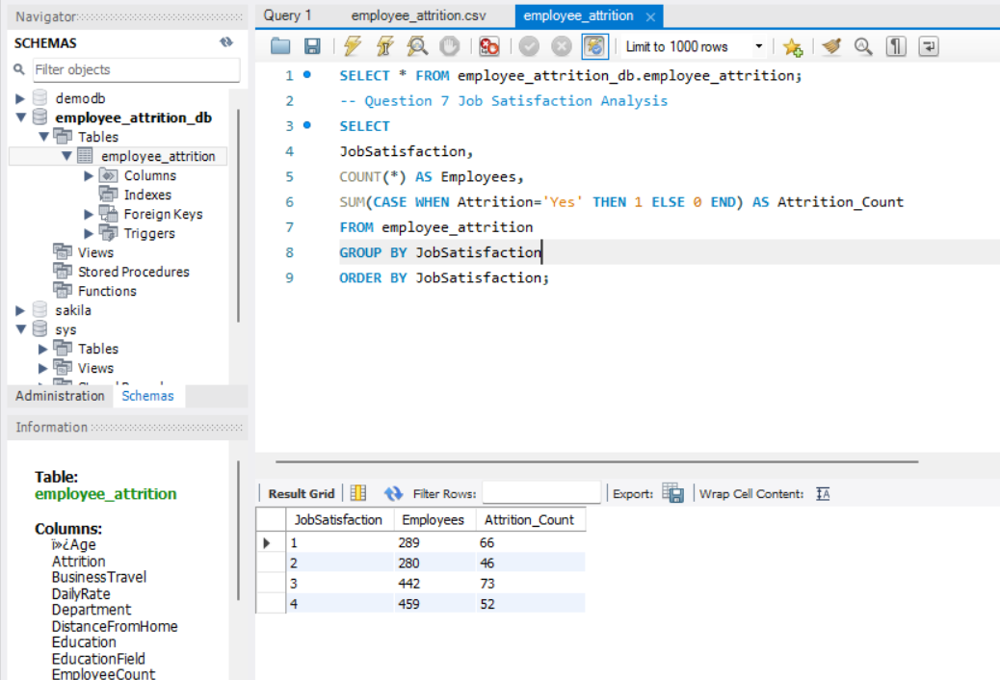 Navigator
SCHEMAS
Filter objects
demodb
employee_attrition_db
Tables
employee_attrition
Columns
Indexes
Foreign Keys
Triggers
Views
Stored Procedures
Functions
sakila
sys
Tables
Views
Administration Schemas
Information
Table:
employee_attrition
Columns:
ï»¿Age
Attrition
BusinessTravel
DailyRate
Department
DistanceFromHome
Education
EducationField
EmployeeCount
Query 1 employee_attrition.csv employee_attrition
Limit to 1000 rows
1 SELECT * FROM employee_attrition_db.employee_attrition;
2 -- Question 7 Job Satisfaction Analysis
3 SELECT
4 JobSatisfaction,
5 COUNT(*) AS Employees,
6 SUM(CASE WHEN Attrition='Yes' THEN 1 ELSE 0 END) AS Attrition_Count
7 FROM employee_attrition
8 GROUP BY JobSatisfaction
9 ORDER BY JobSatisfaction;
Result Grid Filter Rows: Export: Wrap Cell Content:
JobSatisfaction Employees Attrition_Count
1 289 66
2 280 46
3 442 73
4 459 52